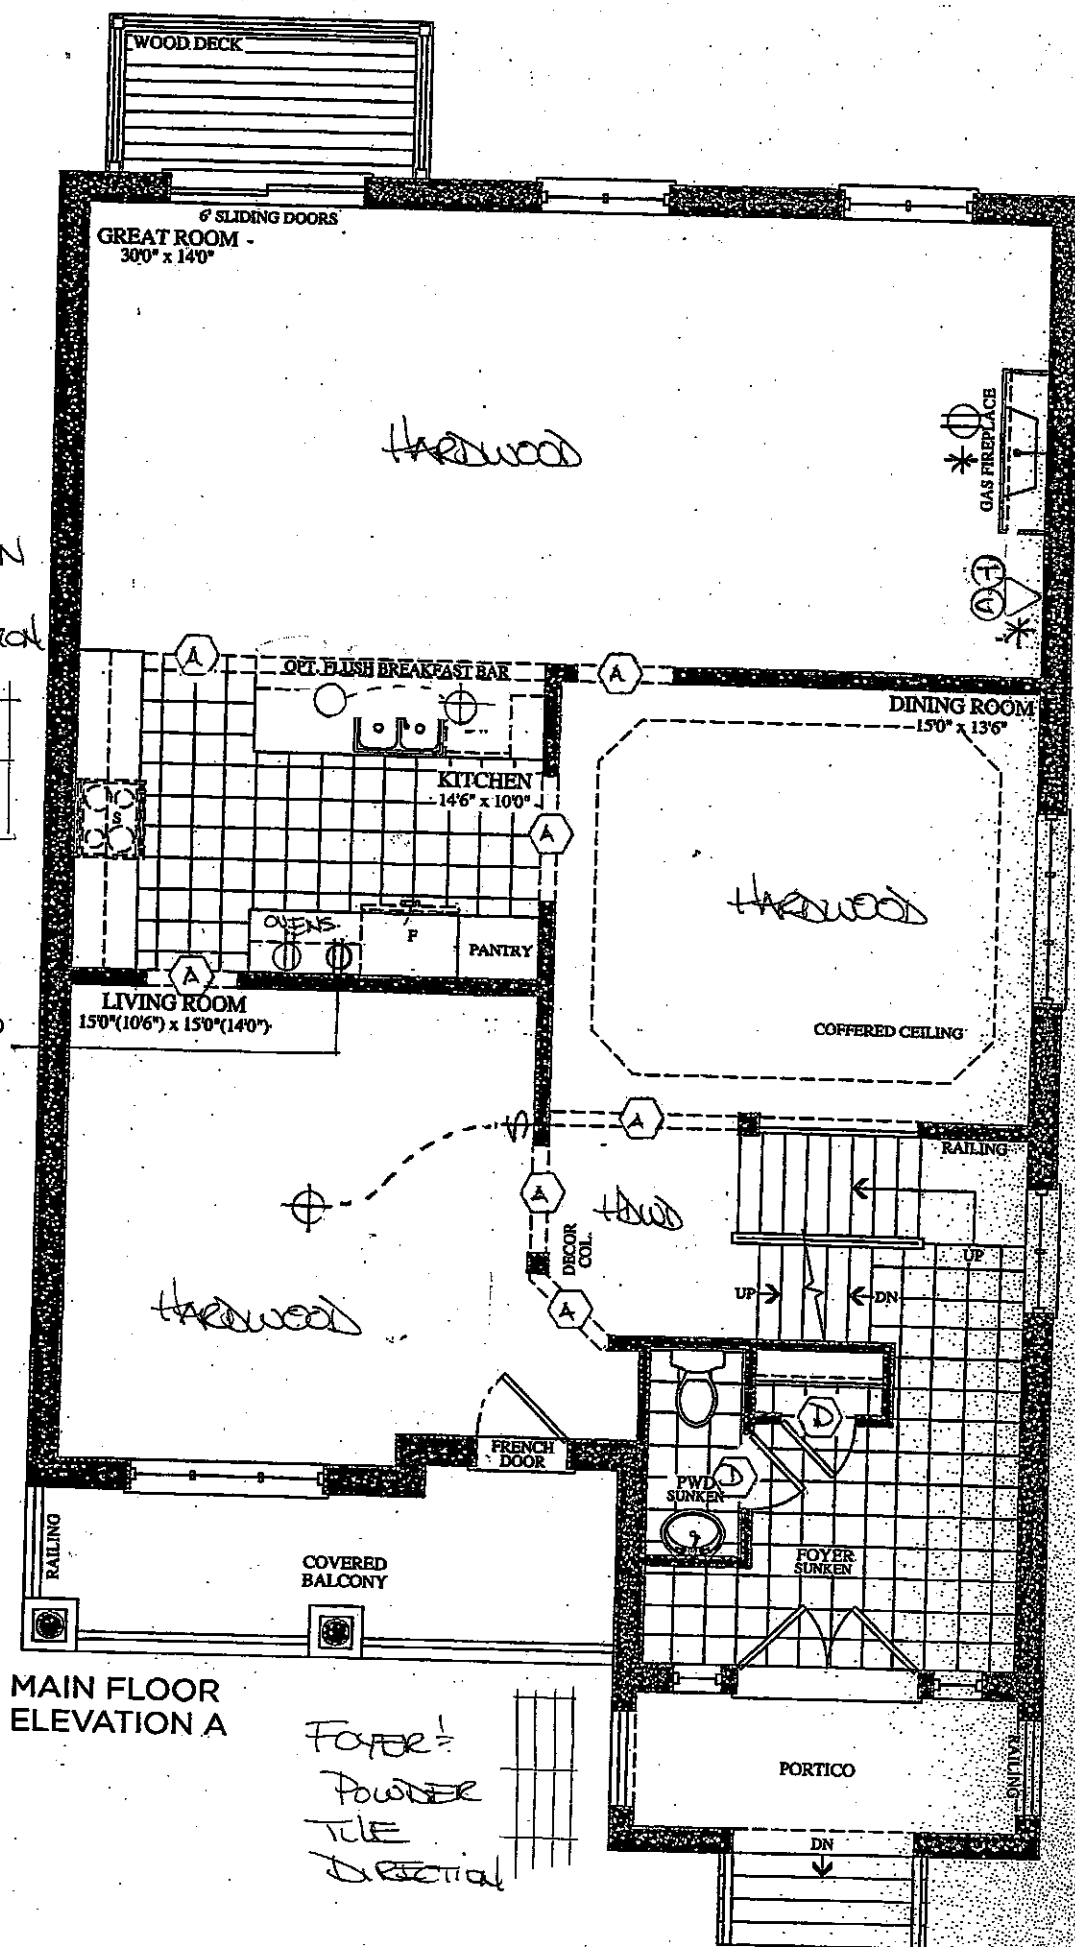 WOOD DECK
6' SLIDING DOORS
GREAT ROOM
30'0" x 14'0"
HARDWOOD
GAS FIREPLACE
T
A
A
OPT. FLUSH BREAKFAST BAR
A
DINING ROOM
15'0" x 13'6"
KITCHEN
14'6" x 10'0"
S
A
HARDWOOD
OVENS.
F
PANTRY
A
LIVING ROOM
15'0"(10'6") x 15'0"(14'0")
COFFERED CEILING
A
RAILING
A
HDWD
DECOR
COL.
UP
UP
DN
A
HARDWOOD
D
FRENCH
DOOR
D
PWD
SUNKEN
FOYER
SUNKEN
RAILING
COVERED
BALCONY
MAIN FLOOR
ELEVATION A
FOYER &
POWDER
TILE
DIRECTION
PORTICO
RAILING
DN